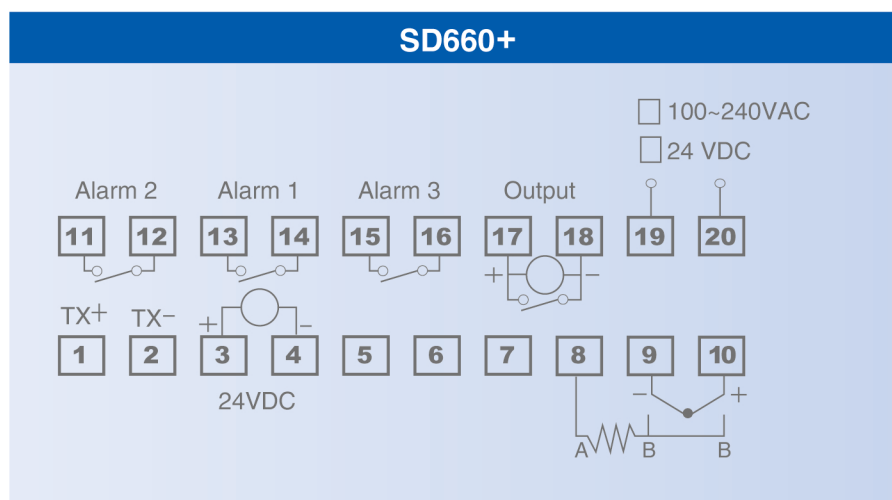 SD660+
100~240VAC
24 VDC
Alarm 2 Alarm 1 Alarm 3 Output
11 12 13 14 15 16 17 18 19 20
+ −
TX+ TX− + −
1 2 3 4 5 6 7 8 9 10
24VDC
− +
A B B